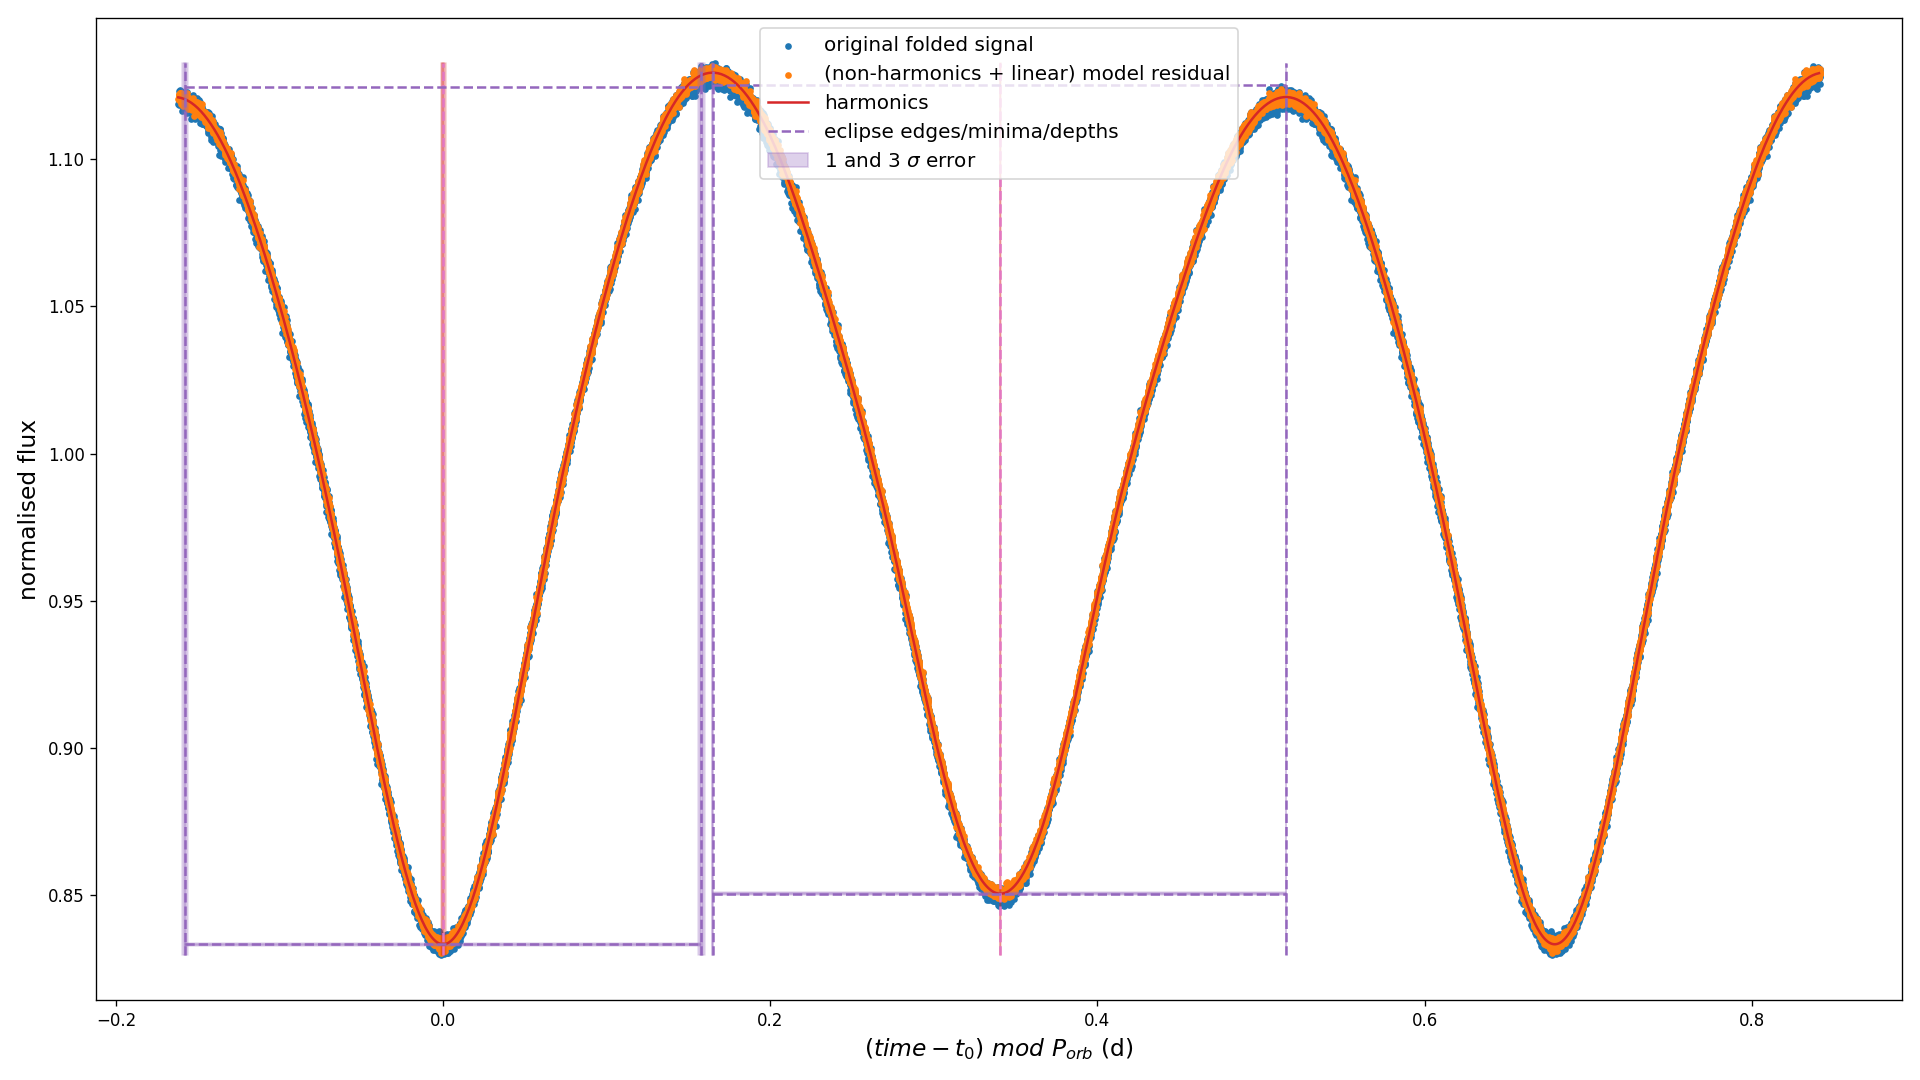 original folded signal
(non-harmonics + linear) model residual
harmonics
eclipse edges/minima/depths
1 and 3 σ error
normalised flux
1.10
1.05
1.00
0.95
0.90
0.85
−0.2
0.0
0.2
0.4
0.6
0.8
(time − t₀) mod Pₒᵣb (d)